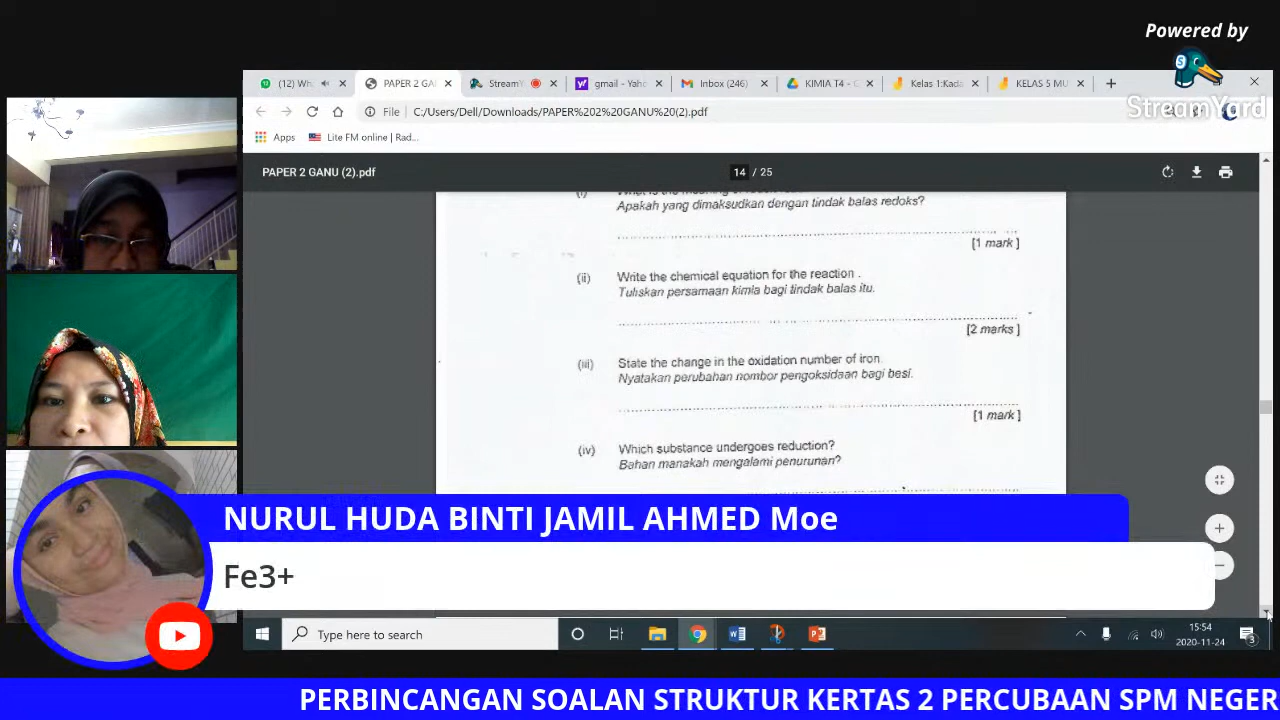 Powered by
StreamYard
(12) Wh
PAPER 2 GA
StreamY
gmail - Yaho
Inbox (246)
KIMIA T4 - C
Kelas 1:Kada
KELAS 5 MU
File
C:/Users/Dell/Downloads/PAPER%202%20GANU%20(2).pdf
Apps
Lite FM online | Rad...
PAPER 2 GANU (2).pdf
14 / 25
(i)
Apakah yang dimaksudkan dengan tindak balas redoks?
[1 mark ]
(ii) Write the chemical equation for the reaction .
Tuliskan persamaan kimia bagi tindak balas itu.
[2 marks ]
(iii) State the change in the oxidation number of iron
Nyatakan perubahan nombor pengoksidaan bagi besi.
[1 mark ]
(iv) Which substance undergoes reduction?
Bahan manakah mengalami penurunan?
NURUL HUDA BINTI JAMIL AHMED Moe
Fe3+
Type here to search
15:54
2020-11-24
3
PERBINCANGAN SOALAN STRUKTUR KERTAS 2 PERCUBAAN SPM NEGER